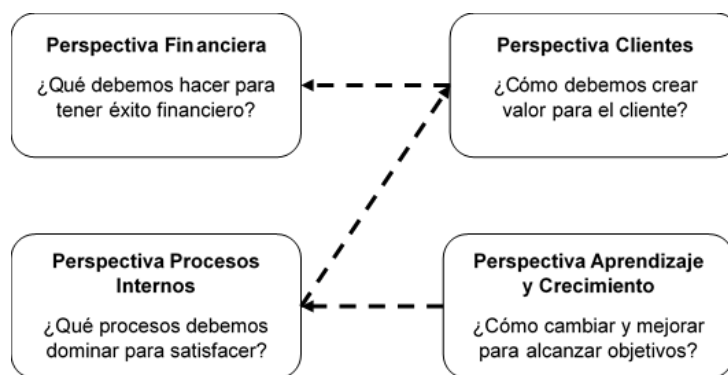 Perspectiva Financiera
¿Qué debemos hacer para
tener éxito financiero?
Perspectiva Clientes
¿Cómo debemos crear
valor para el cliente?
Perspectiva Procesos
Internos
¿Qué procesos debemos
dominar para satisfacer?
Perspectiva Aprendizaje
y Crecimiento
¿Cómo cambiar y mejorar
para alcanzar objetivos?